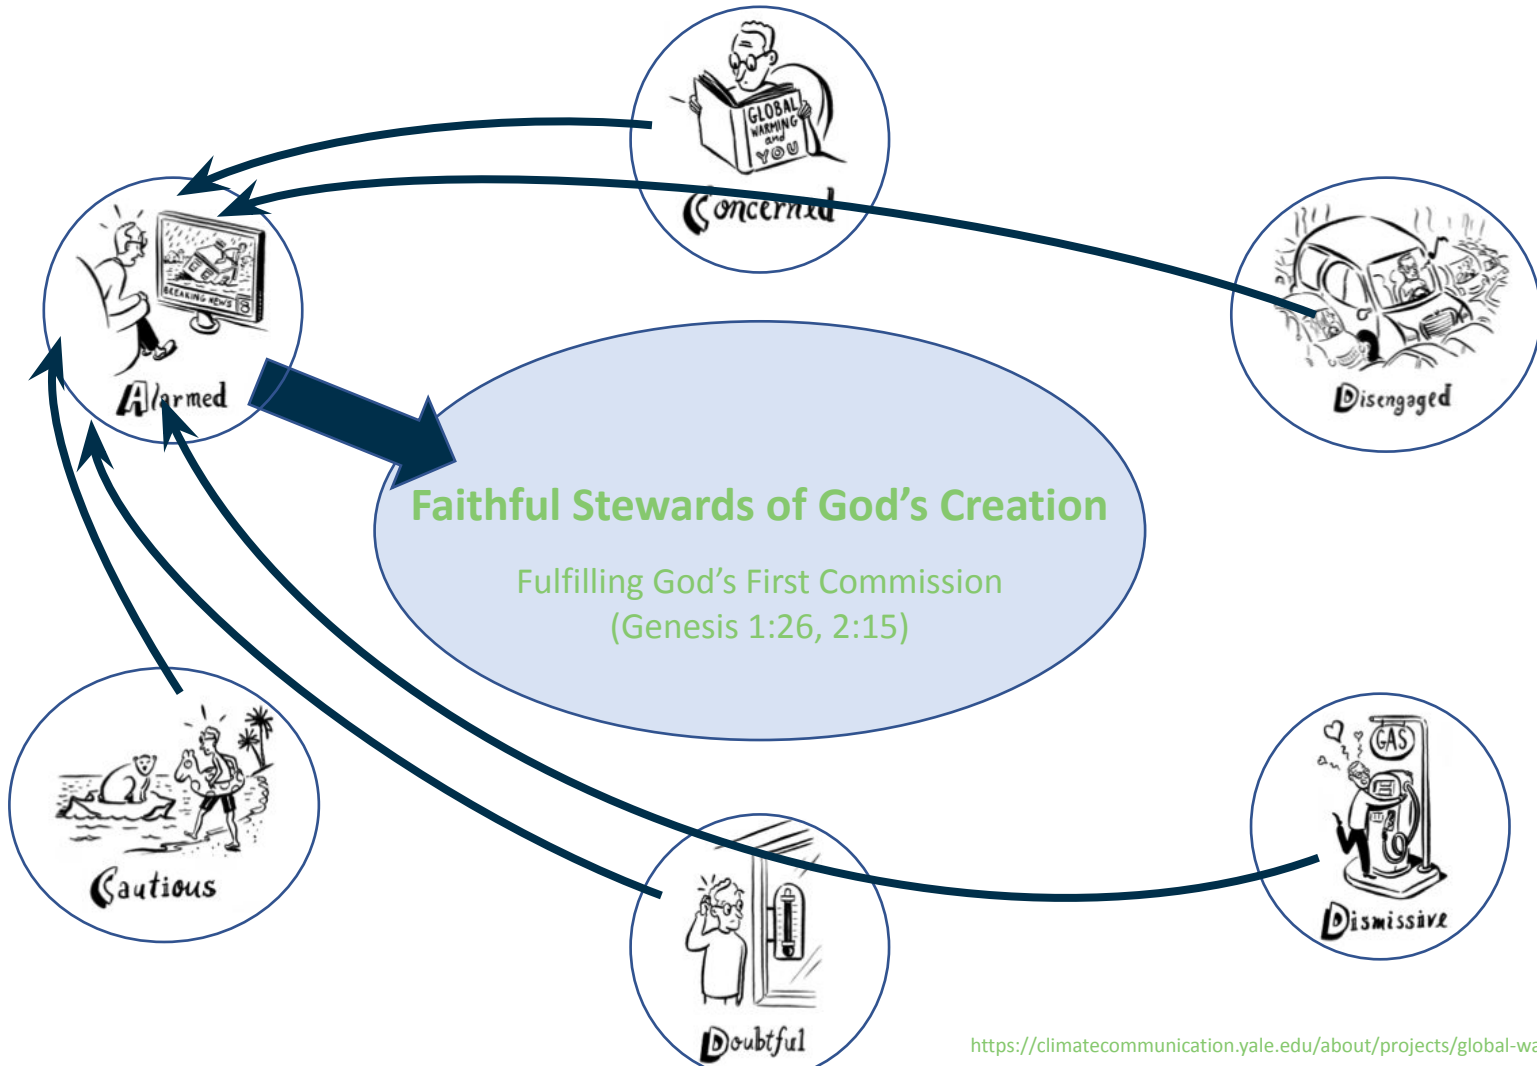 GLOBAL
WARMING
and
YOU
Concerned
BREAKING NEWS 8
Alarmed
Disengaged
Faithful Stewards of God's Creation
Fulfilling God's First Commission
(Genesis 1:26, 2:15)
GAS
Cautious
Dismissive
Doubtful
https://climatecommunication.yale.edu/about/projects/global-wa